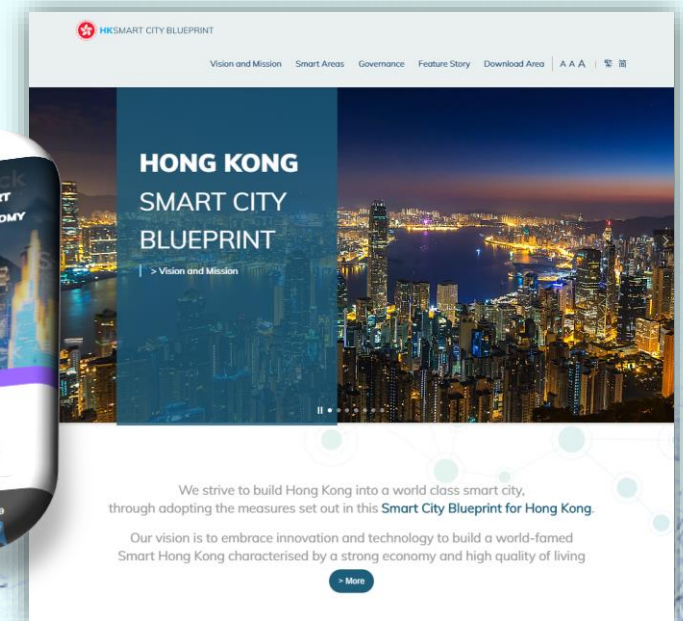 HKSMART CITY BLUEPRINT
Vision and Mission Smart Areas Governance Feature Story Download Area A A A | 繁 简
HONG KONG
SMART CITY
BLUEPRINT
> Vision and Mission
We strive to build Hong Kong into a world class smart city,
through adopting the measures set out in this Smart City Blueprint for Hong Kong.
Our vision is to embrace innovation and technology to build a world-famed
Smart Hong Kong characterised by a strong economy and high quality of living
> More